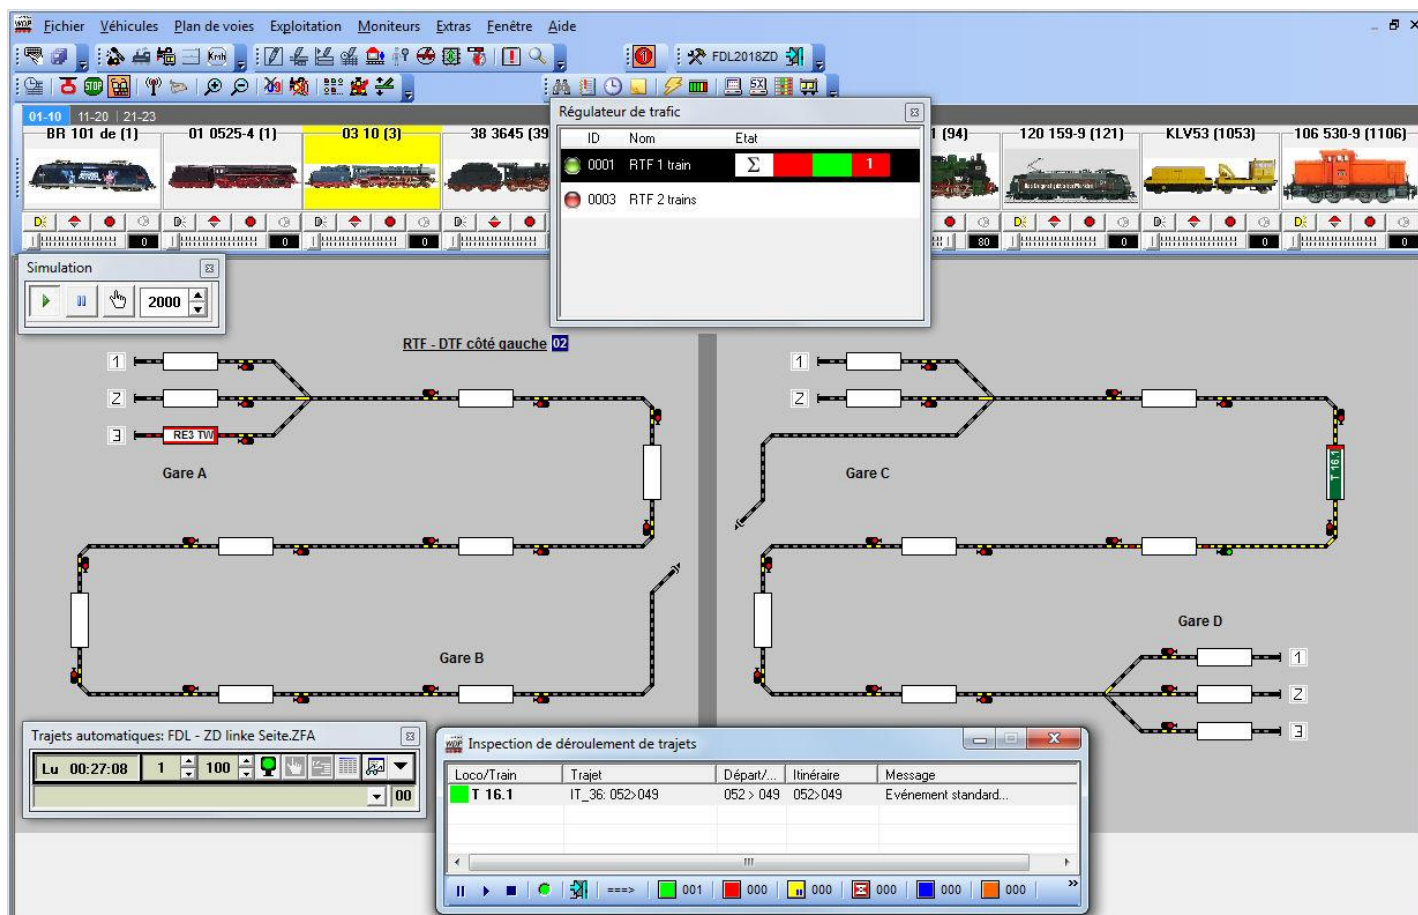 Fichier Véhicules Plan de voies Exploitation Moniteurs Extras Fenêtre Aide
FDL2018ZD
STOP
01-10 11-20 21-23
BR 101 de (1) 01 0525-4 (1) 03 10 (3) 38 3645 (39 1 (94) 120 159-9 (121) KLV53 (1053) 106 530-9 (1106)
0 0 0 80 0 0 0
Régulateur de trafic
ID Nom Etat
0001 RTF 1 train Σ 1
0003 RTF 2 trains
Simulation
2000
RTF - DTF côté gauche 02
1
2
3 RE3 TW
Gare A
Gare B
1
2
Gare C
T 16.1
Gare D
1
2
3
Trajets automatiques: FDL - ZD linke Seite.ZFA
Lu 00:27:08 1 100
00
Inspection de déroulement de trajets
Loco/Train Trajet Départ/... Itinéraire Message
T 16.1 IT_36: 052>049 052 > 049 052>049 Evénement standard...
===> 001 000 000 000 000 000 »